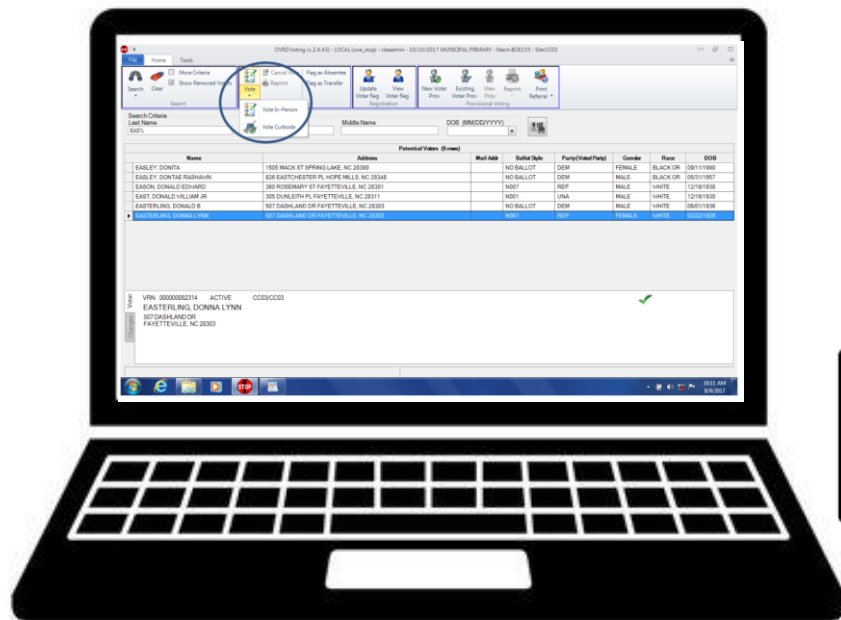 OVRD Voting (v.2.4.43) - LOCAL (one_stop) - cbeadmin - 10/10/2017 MUNICIPAL PRIMARY - Mach:BOX155 - Site:CC03
File Home Tools
Search Clear More Criteria Show Removed Voters Vote Cancel Vote Reprint Flag as Absentee Flag as Transfer Update Voter Reg View Voter Reg New Voter Prov Existing Voter Prov View Prov Reprint Print Referral
Search Registration Provisional Voting
Vote In-Person
Vote Curbside
Search Criteria
Last Name Middle Name DOB (MM/DD/YYYY)
EAS%
Potential Voters (6 rows)
Name Address Mail Addr Ballot Style Party(Voted Party) Gender Race DOB
EASLEY, DONITA 1505 MACK ST SPRING LAKE, NC 28390 NO BALLOT DEM FEMALE BLACK OR 09/11/1990
EASLEY, DONTAE RASHAWN 826 EASTCHESTER PL HOPE MILLS, NC 28348 NO BALLOT DEM MALE BLACK OR 05/31/1957
EASON, DONALD EDWARD 360 ROSEMARY ST FAYETTEVILLE, NC 28301 N007 REP MALE WHITE 12/16/1938
EAST, DONALD WILLIAM JR 305 DUNLEITH PL FAYETTEVILLE, NC 28311 N001 UNA MALE WHITE 12/16/1930
EASTERLING, DONALD B 507 DASHLAND DR FAYETTEVILLE, NC 28303 NO BALLOT DEM MALE WHITE 06/01/1938
EASTERLING, DONNA LYNN 507 DASHLAND DR FAYETTEVILLE, NC 28303 N007 REP FEMALE WHITE 02/22/1928
Voter
Changes
VRN: 000000082314 ACTIVE CC03|CC03
EASTERLING, DONNA LYNN
507 DASHLAND DR
FAYETTEVILLE, NC 28303
STOP
10:11 AM
8/9/2017